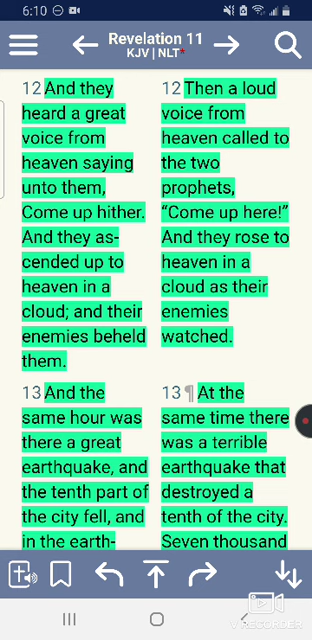 6:10
Revelation 11
KJV | NLT*
12 And they
heard a great
voice from
heaven saying
unto them,
Come up hither.
And they as-
cended up to
heaven in a
cloud; and their
enemies beheld
them.
13 And the
same hour was
there a great
earthquake, and
the tenth part of
the city fell, and
in the earth-
12 Then a loud
voice from
heaven called to
the two
prophets,
“Come up here!”
And they rose to
heaven in a
cloud as their
enemies
watched.
13 ¶ At the
same time there
was a terrible
earthquake that
destroyed a
tenth of the city.
Seven thousand
V RECORDER